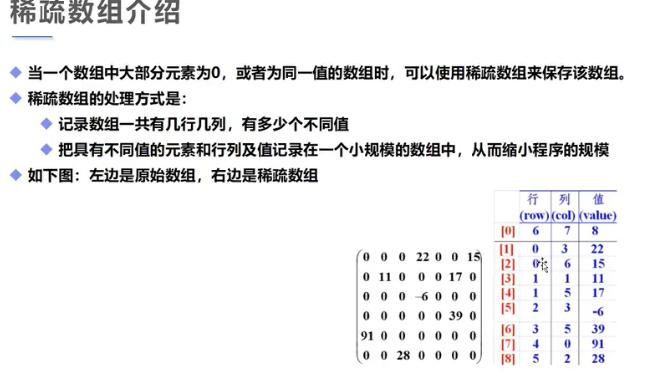 稀疏数组介绍
当一个数组中大部分元素为0，或者为同一值的数组时，可以使用稀疏数组来保存该数组。
稀疏数组的处理方式是：
记录数组一共有几行几列，有多少个不同值
把具有不同值的元素和行列及值记录在一个小规模的数组中，从而缩小程序的规模
如下图：左边是原始数组，右边是稀疏数组
0 0 0 22 0 0 15
0 11 0 0 0 17 0
0 0 0 -6 0 0 0
0 0 0 0 0 39 0
91 0 0 0 0 0 0
0 0 28 0 0 0 0
行 列 值
(row) (col) (value)
[0] 6 7 8
[1] 0 3 22
[2] 0 6 15
[3] 1 1 11
[4] 1 5 17
[5] 2 3 -6
[6] 3 5 39
[7] 4 0 91
[8] 5 2 28